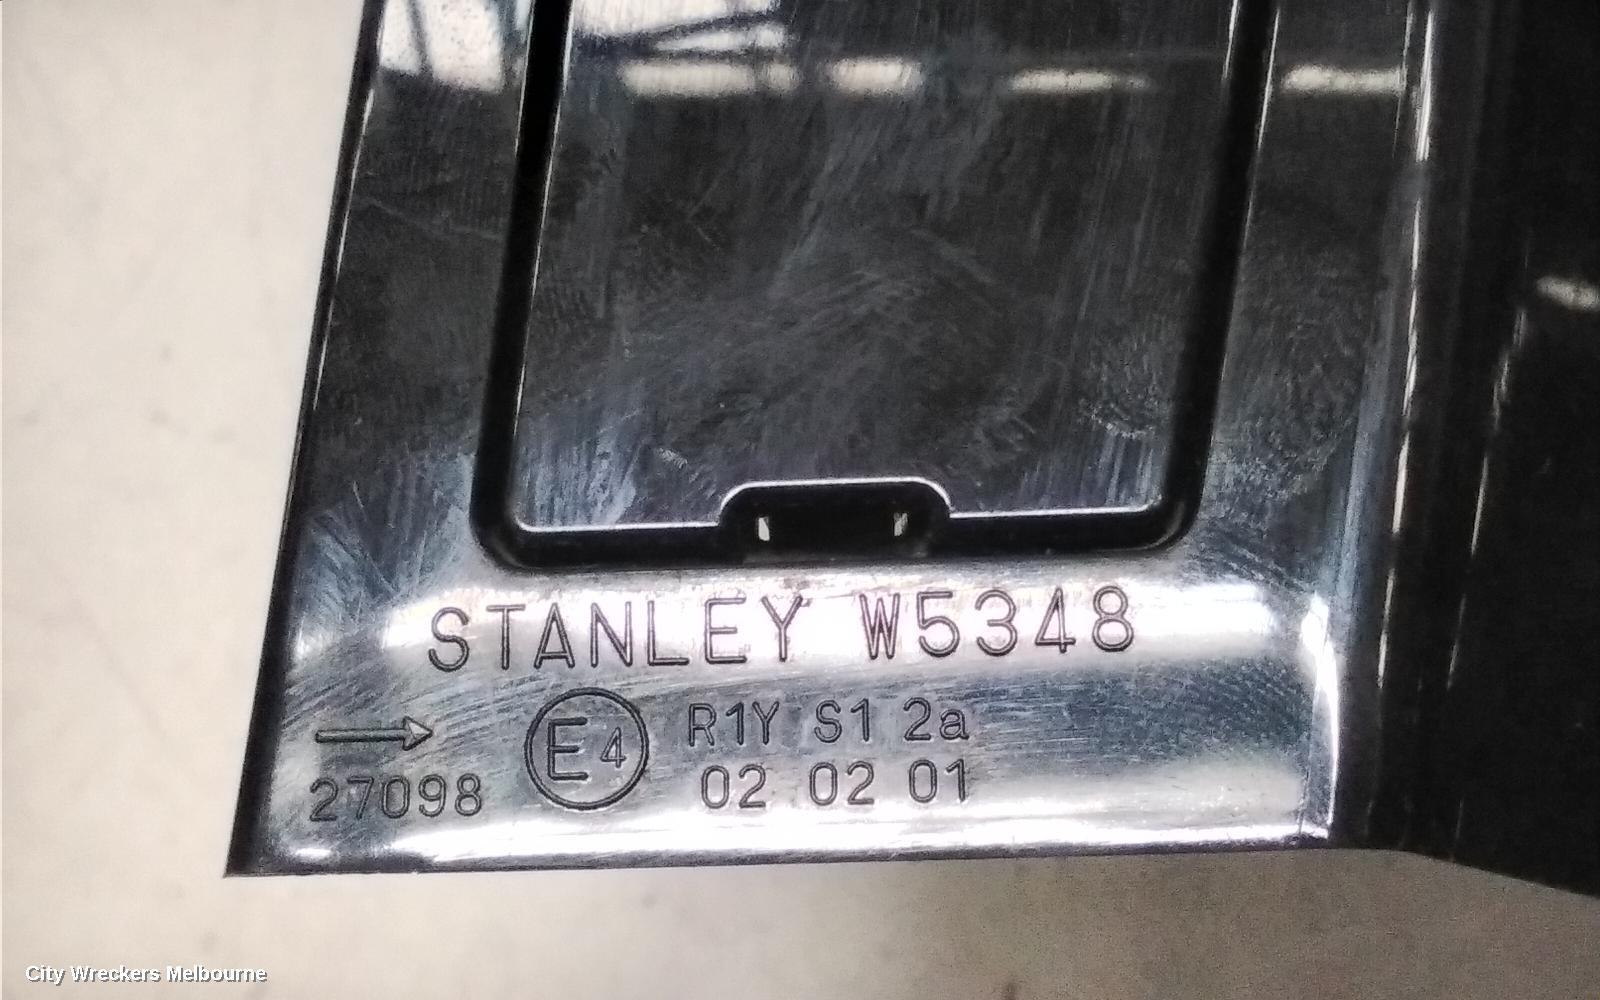 STANLEY W5348
E4 R1Y S1 2a
27098 02 02 01
City Wreckers Melbourne